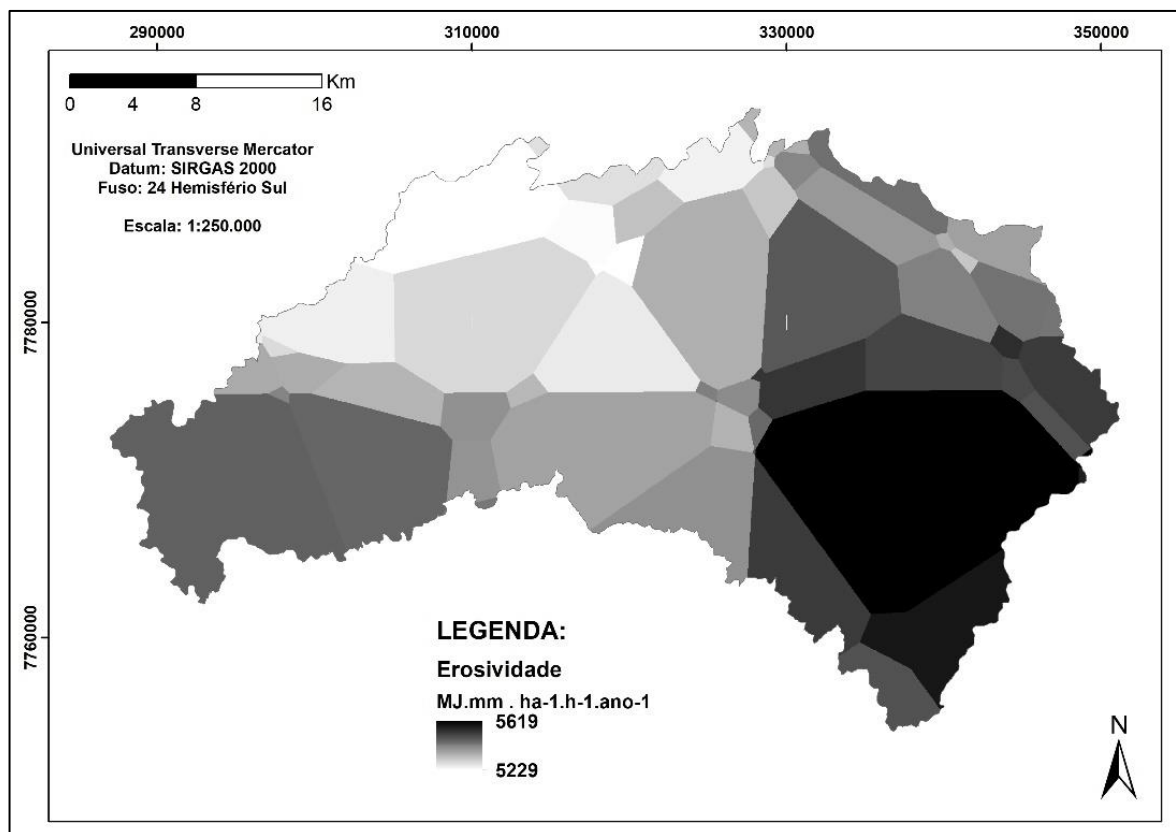 290000
310000
330000
350000
Km
0
4
8
16
Universal Transverse Mercator
Datum: SIRGAS 2000
Fuso: 24 Hemisfério Sul
Escala: 1:250.000
7780000
7760000
LEGENDA:
Erosividade
MJ.mm . ha-1.h-1.ano-1
5619
5229
N